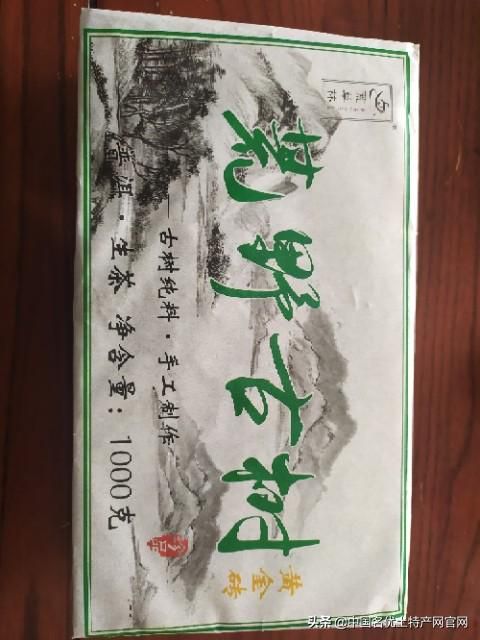 荒野古树
黄金砖
—古树纯料·手工制作
普洱·生茶 净含量：1000克
头条 @中国名优土特产网官网